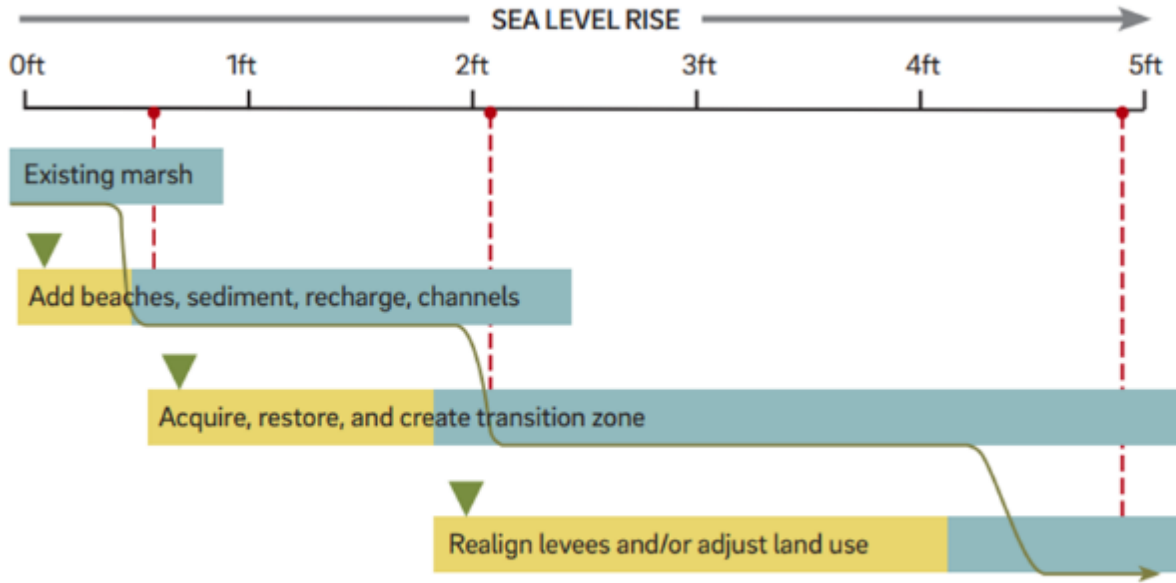 SEA LEVEL RISE
0ft 1ft 2ft 3ft 4ft 5ft
Existing marsh
Add beaches, sediment, recharge, channels
Acquire, restore, and create transition zone
Realign levees and/or adjust land use